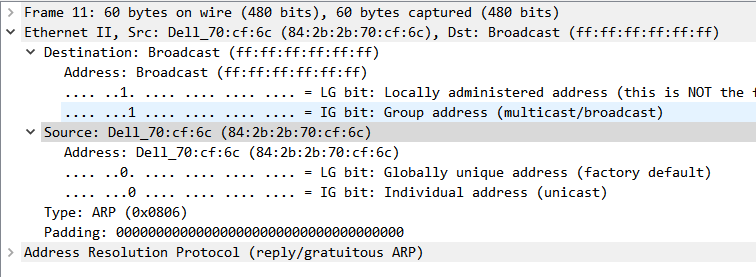 Frame 11: 60 bytes on wire (480 bits), 60 bytes captured (480 bits)
Ethernet II, Src: Dell_70:cf:6c (84:2b:2b:70:cf:6c), Dst: Broadcast (ff:ff:ff:ff:ff:ff)
Destination: Broadcast (ff:ff:ff:ff:ff:ff)
Address: Broadcast (ff:ff:ff:ff:ff:ff)
.... ..1. .... .... .... .... = LG bit: Locally administered address (this is NOT the
.... ...1 .... .... .... .... = IG bit: Group address (multicast/broadcast)
Source: Dell_70:cf:6c (84:2b:2b:70:cf:6c)
Address: Dell_70:cf:6c (84:2b:2b:70:cf:6c)
.... ..0. .... .... .... .... = LG bit: Globally unique address (factory default)
.... ...0 .... .... .... .... = IG bit: Individual address (unicast)
Type: ARP (0x0806)
Padding: 000000000000000000000000000000000000
Address Resolution Protocol (reply/gratuitous ARP)